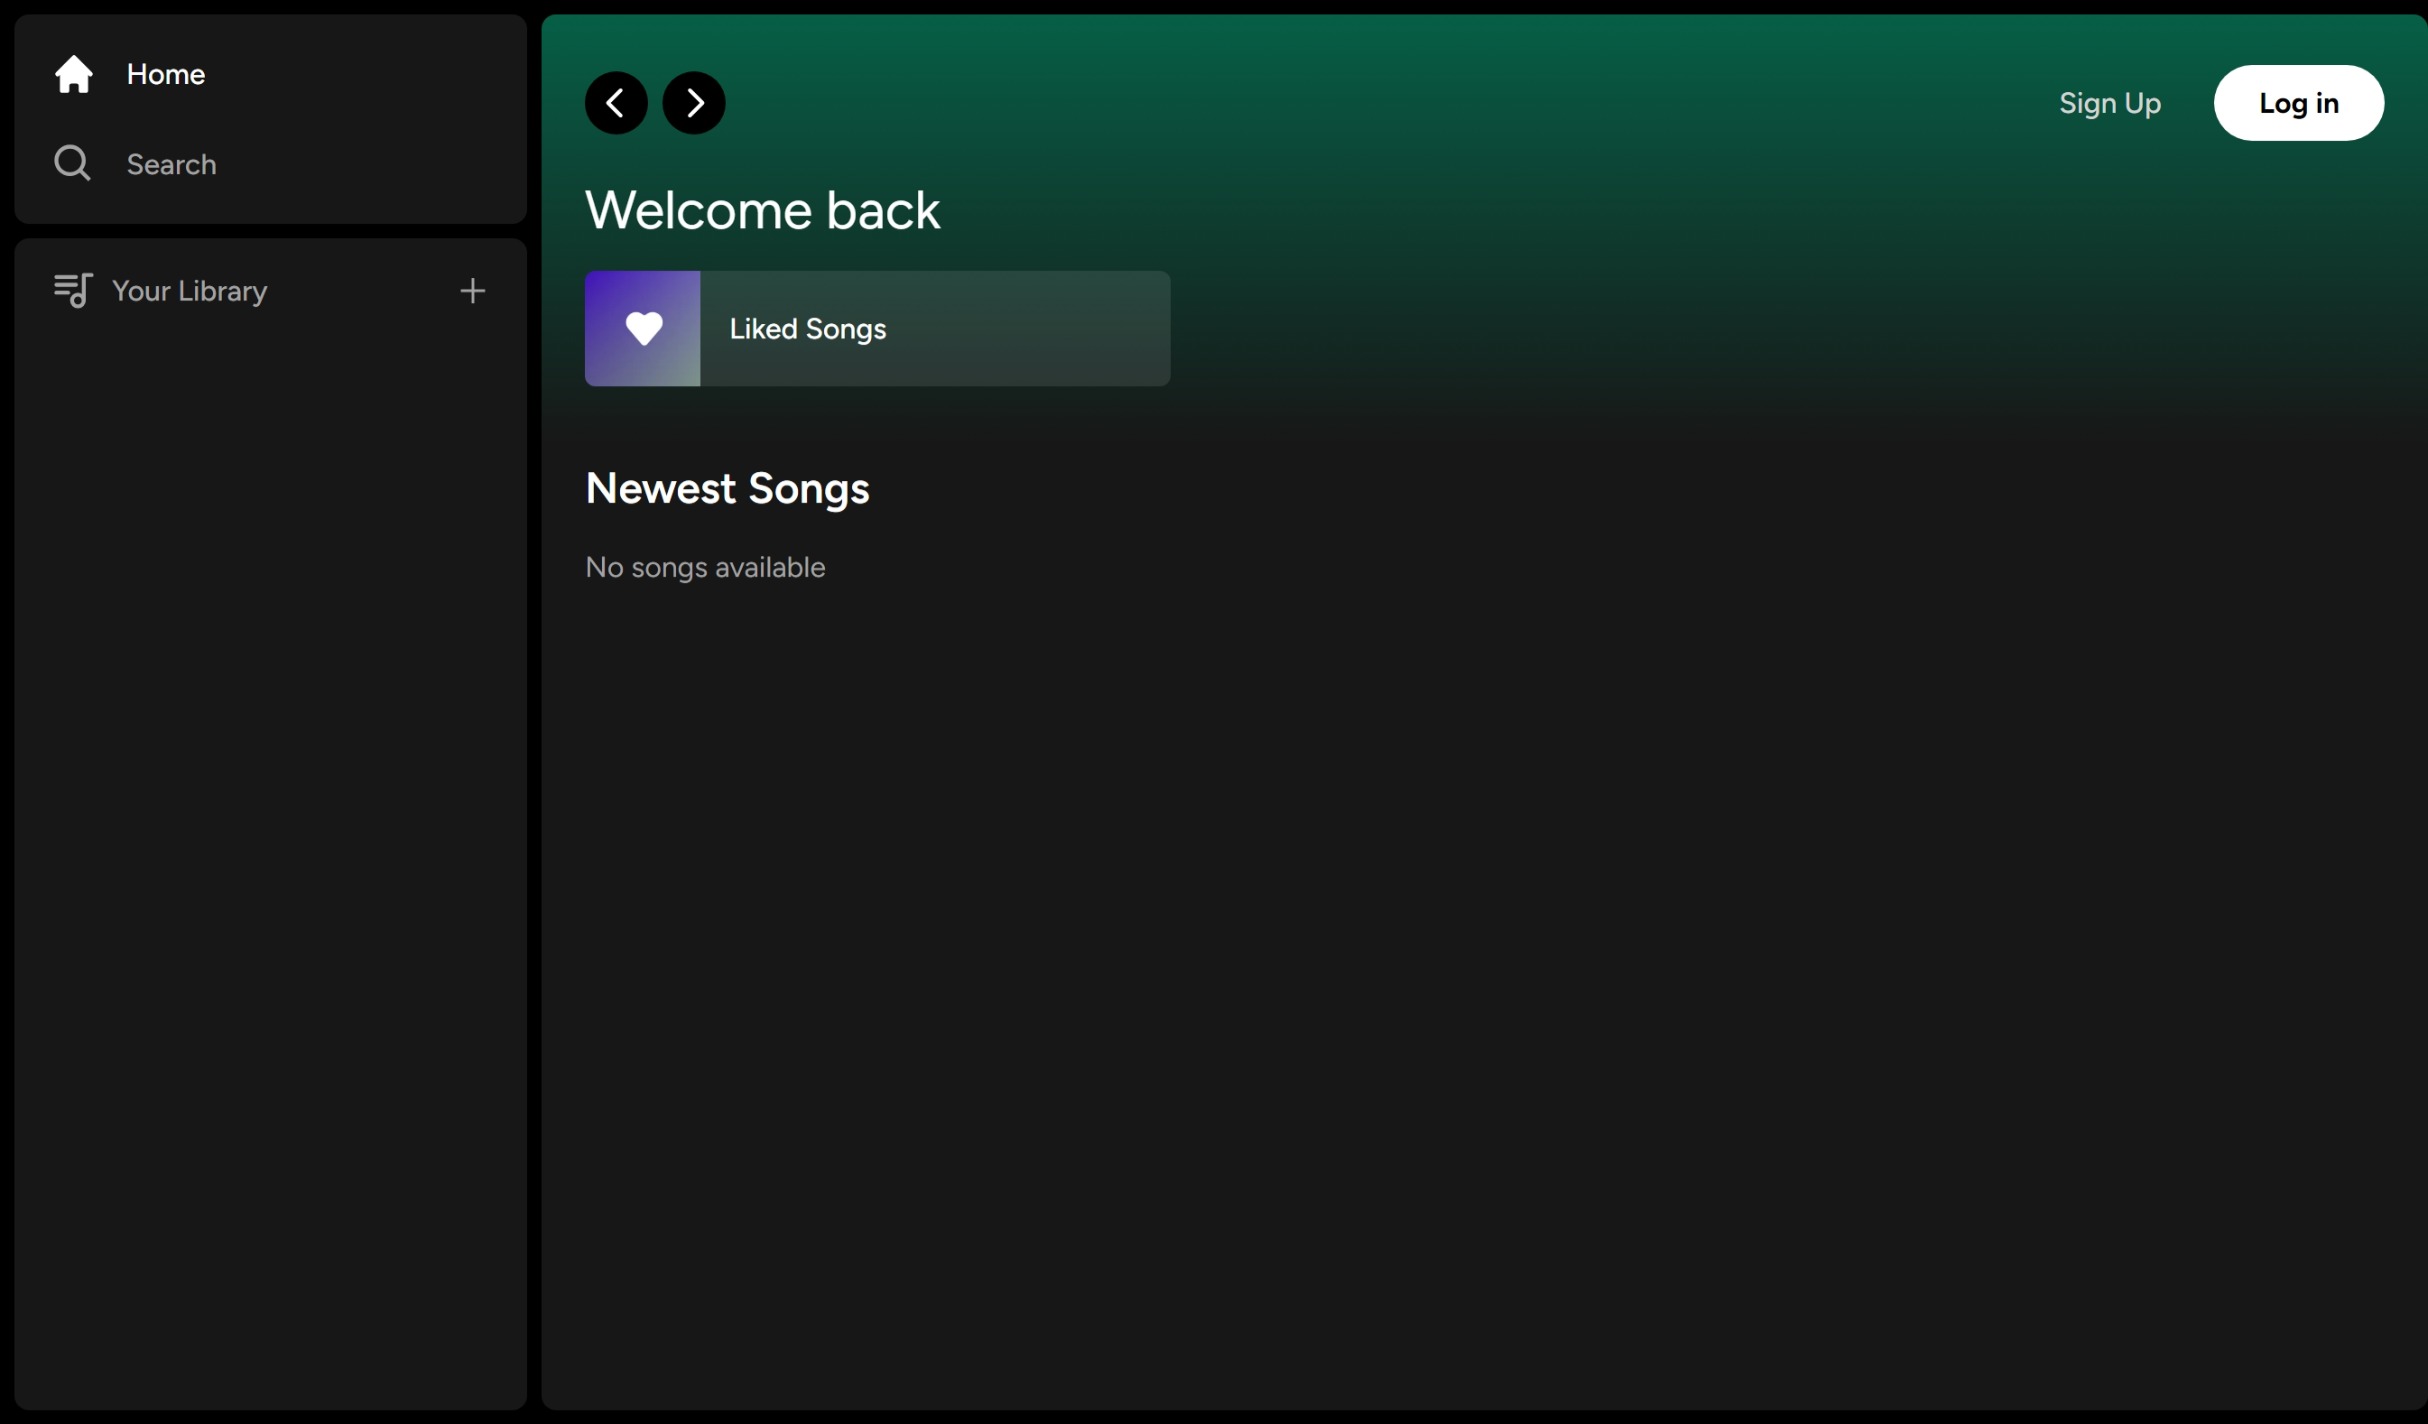 Home
Search
Your Library
Sign Up
Log in
Welcome back
Liked Songs
Newest Songs
No songs available